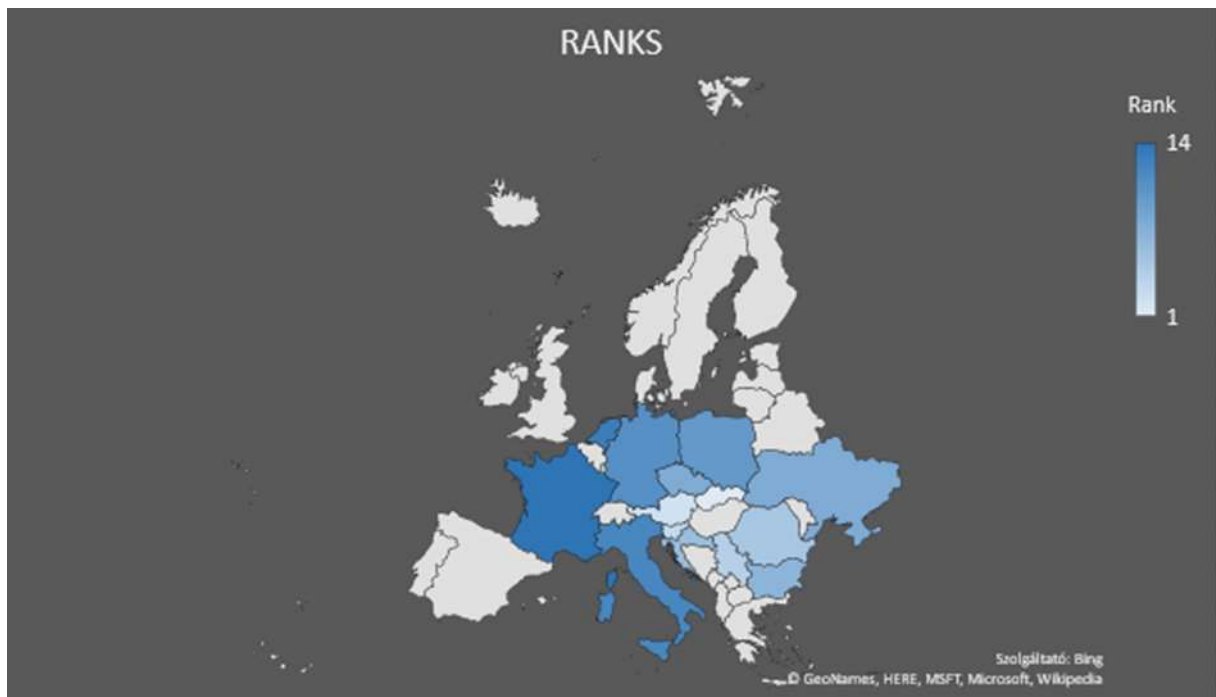 RANKS
Rank
14
1
Szolgáltató: Bing
© GeoNames, HERE, MSFT, Microsoft, Wikipedia